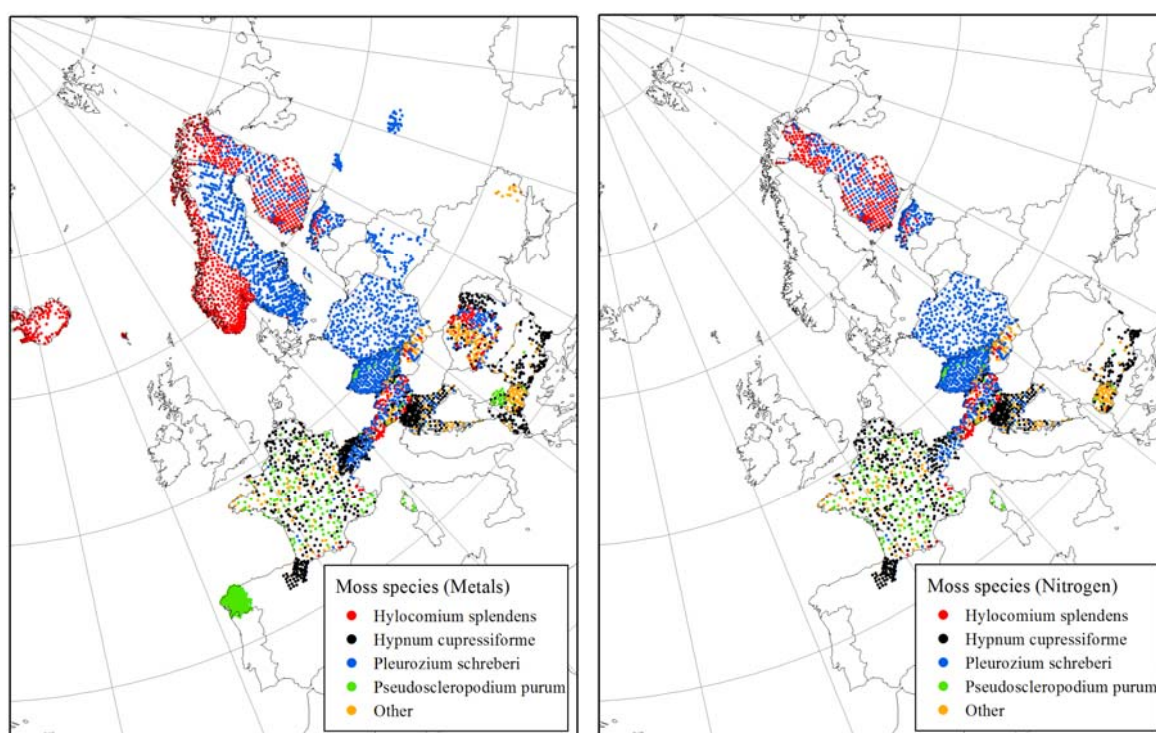 Moss species (Metals)
Hylocomium splendens
Hypnum cupressiforme
Pleurozium schreberi
Pseudoscleropodium purum
Other
Moss species (Nitrogen)
Hylocomium splendens
Hypnum cupressiforme
Pleurozium schreberi
Pseudoscleropodium purum
Other